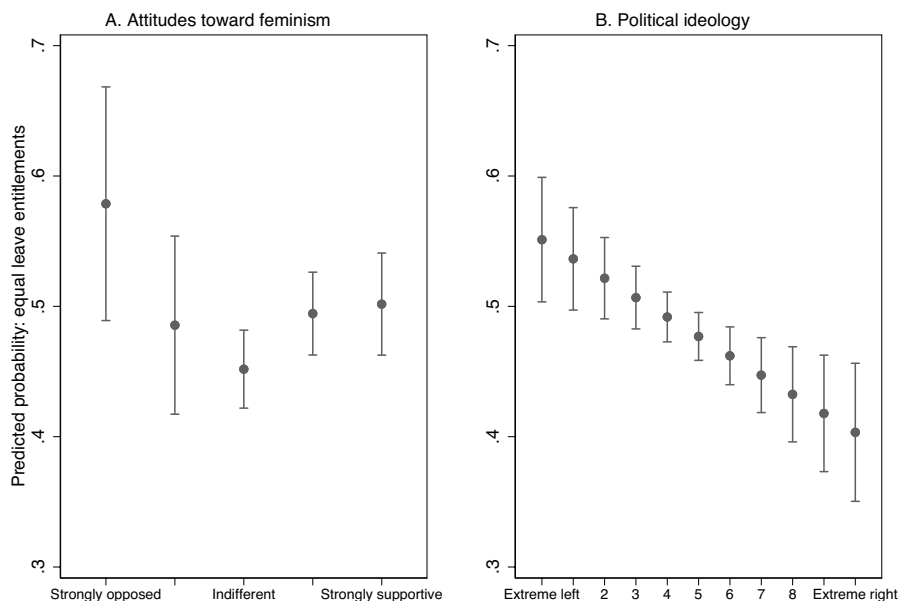 A. Attitudes toward feminism
B. Political ideology
Predicted probability: equal leave entitlements
.7
.6
.5
.4
.3
Strongly opposed Indifferent Strongly supportive
.7
.6
.5
.4
.3
Extreme left 2 3 4 5 6 7 8 Extreme right